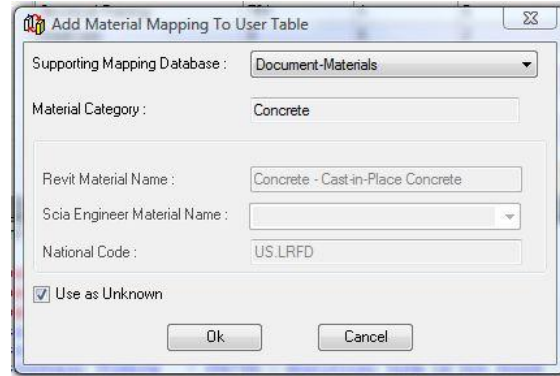 Add Material Mapping To User Table
Supporting Mapping Database : Document-Materials
Material Category : Concrete
Revit Material Name : Concrete - Cast-in-Place Concrete
Scia Engineer Material Name :
National Code : US.LRFD
Use as Unknown
Ok Cancel